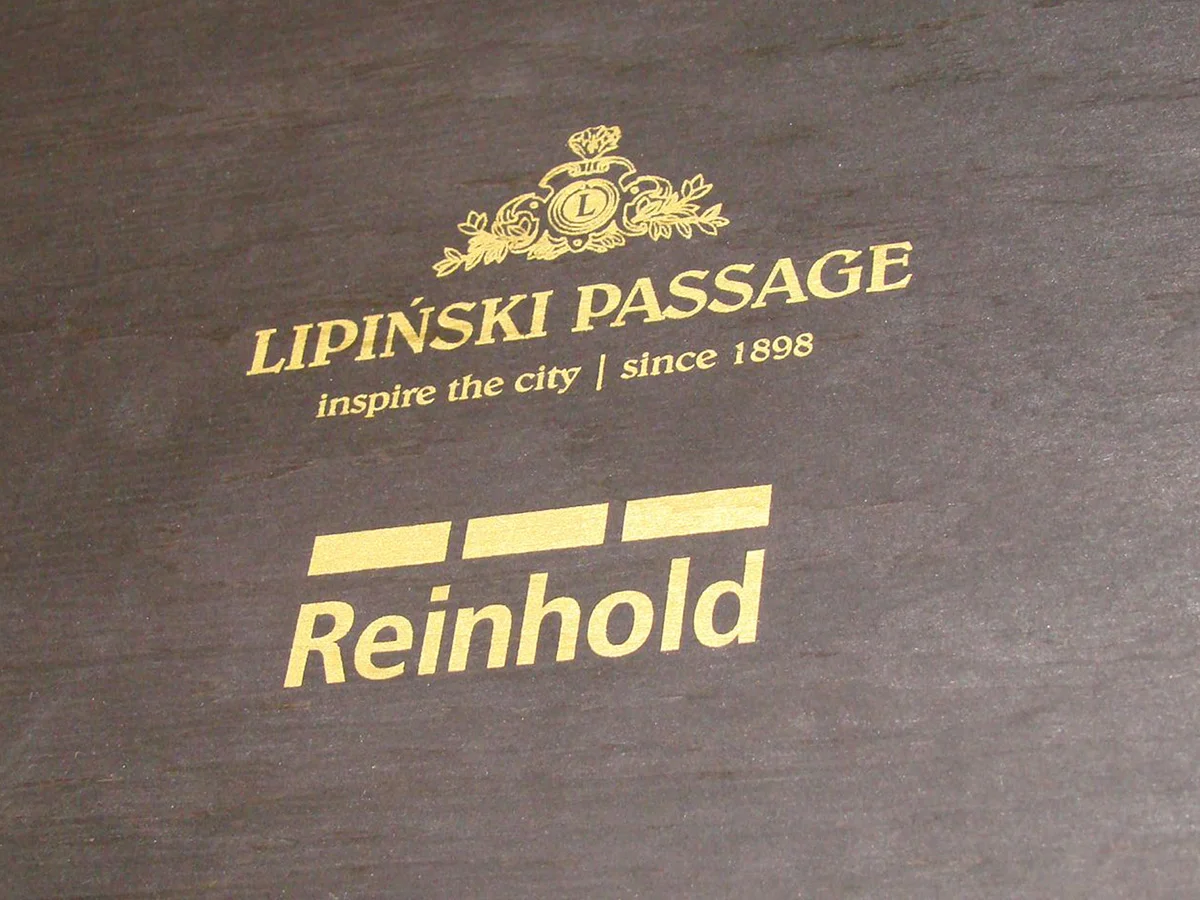 L
LIPIŃSKI PASSAGE
inspire the city | since 1898
Reinhold